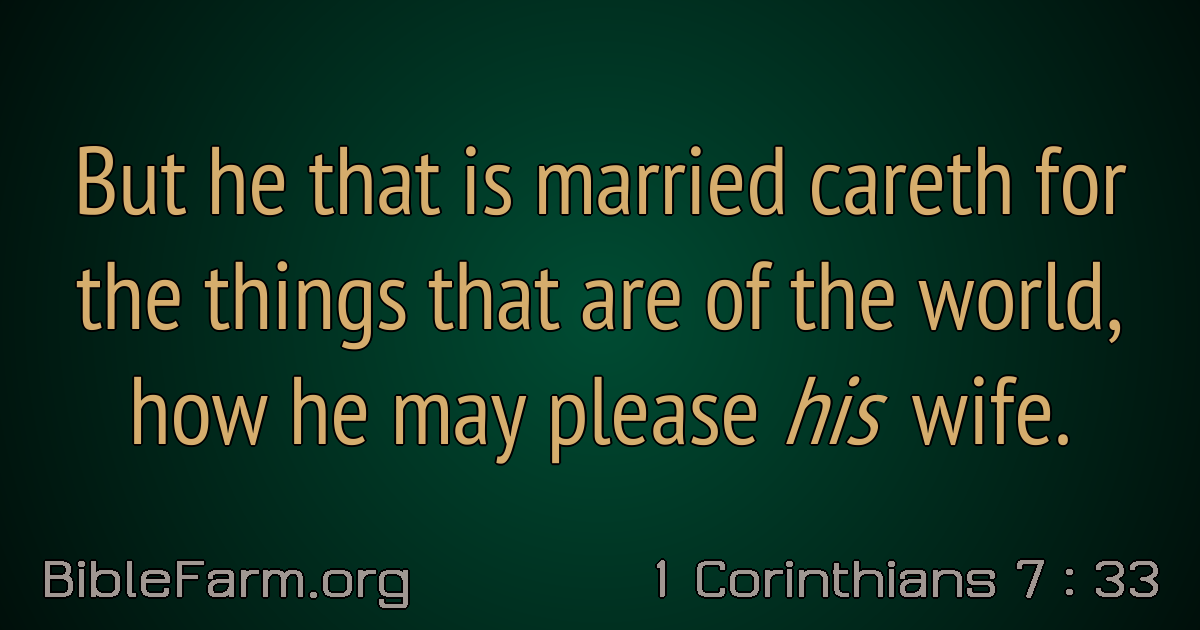 But he that is married careth for
the things that are of the world,
how he may please his wife.
BibleFarm.org
1 Corinthians 7 : 33